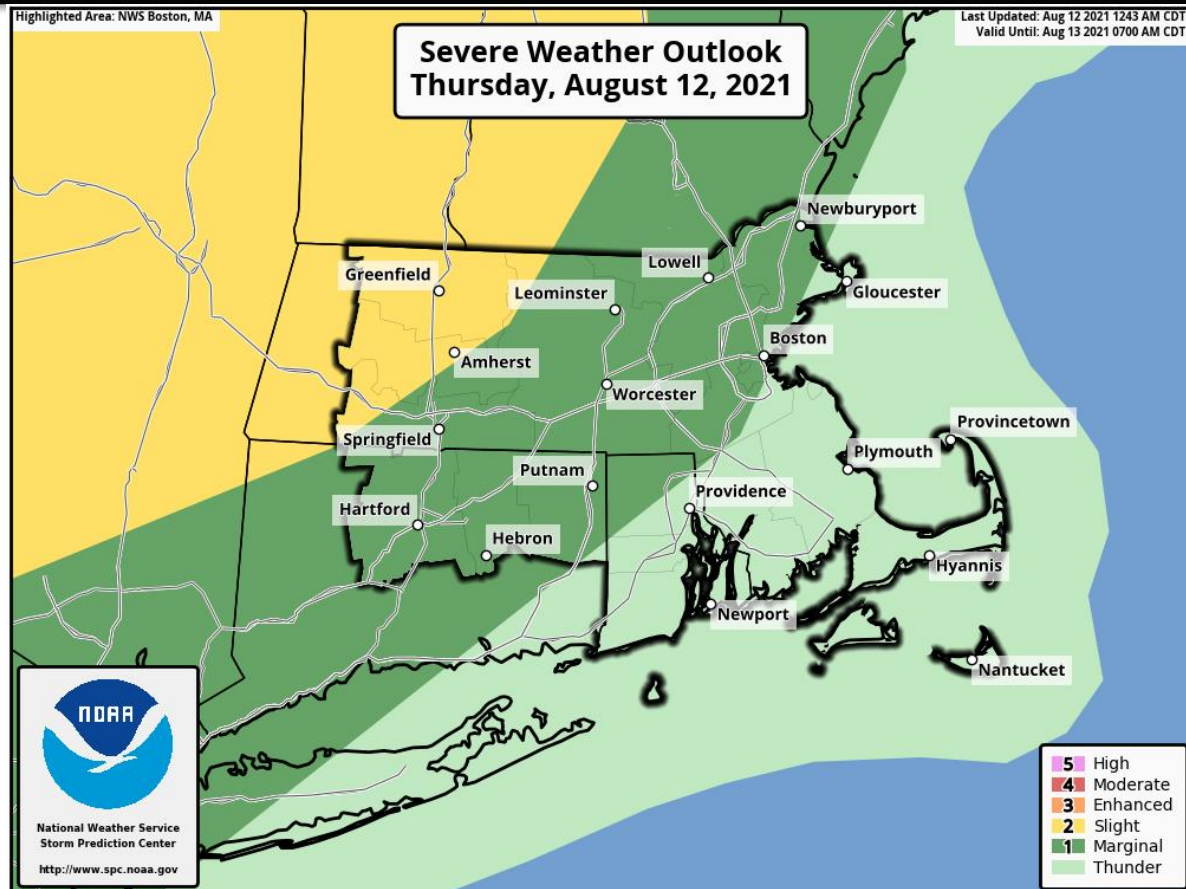 Highlighted Area: NWS Boston, MA
Last Updated: Aug 12 2021 1243 AM CDT
Valid Until: Aug 13 2021 0700 AM CDT
Severe Weather Outlook
Thursday, August 12, 2021
Newburyport
Lowell
Greenfield
Leominster
Gloucester
Boston
Amherst
Worcester
Provincetown
Springfield
Plymouth
Putnam
Providence
Hartford
Hebron
Hyannis
Newport
Nantucket
NOAA
National Weather Service
Storm Prediction Center
http://www.spc.noaa.gov
5 High
4 Moderate
3 Enhanced
2 Slight
1 Marginal
Thunder